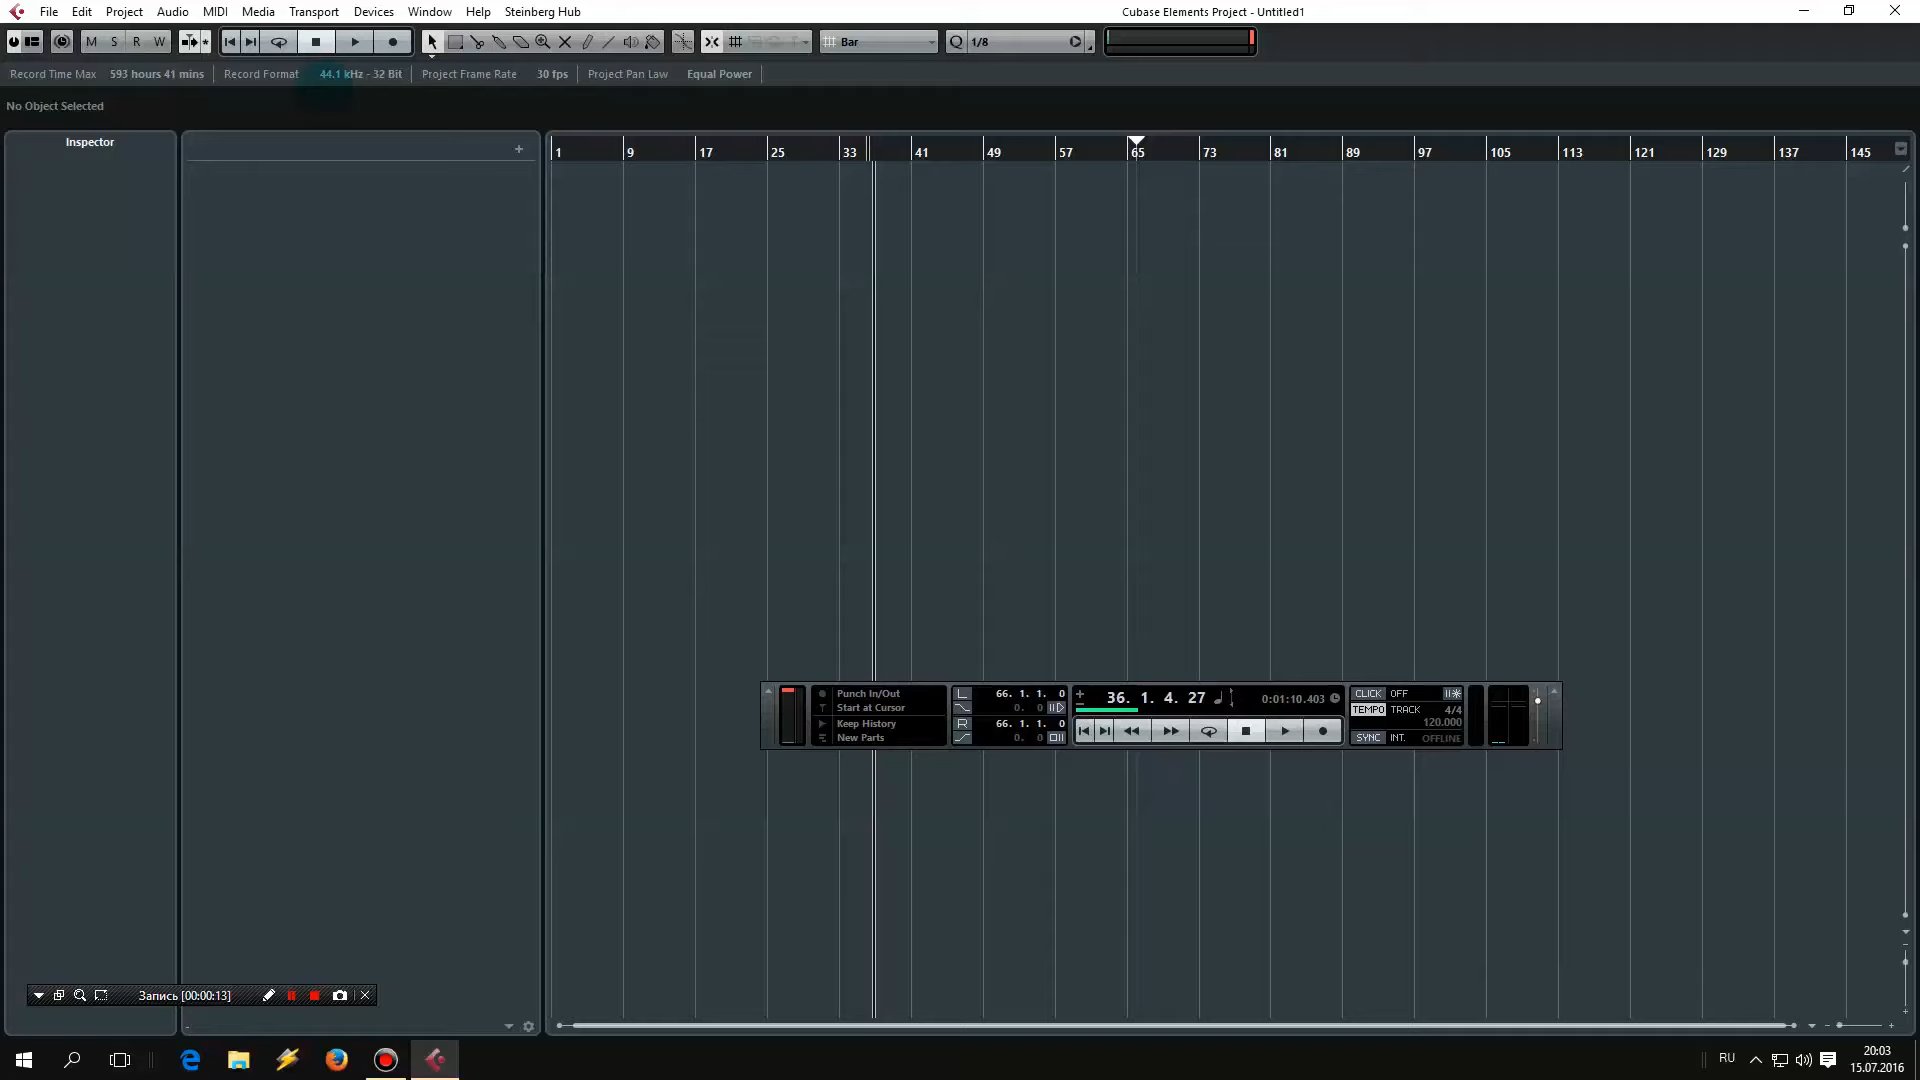 File Edit Project Audio MIDI Media Transport Devices Window Help Steinberg Hub
Cubase Elements Project - Untitled1
M S R W
Bar
Q 1/8
Record Time Max 593 hours 41 mins Record Format 44.1 kHz - 32 Bit Project Frame Rate 30 fps Project Pan Law Equal Power
No Object Selected
Inspector
+
1 9 17 25 33 41 49 57 65 73 81 89 97 105 113 121 129 137 145
Punch In/Out
Start at Cursor
Keep History
New Parts
L 66. 1. 1. 0
0. 0
R 66. 1. 1. 0
0. 0
36. 1. 4. 27
0:01:10.403
CLICK OFF
TEMPO TRACK 4/4
120.000
SYNC INT. OFFLINE
Запись [00:00:13]
RU
20:03
15.07.2016